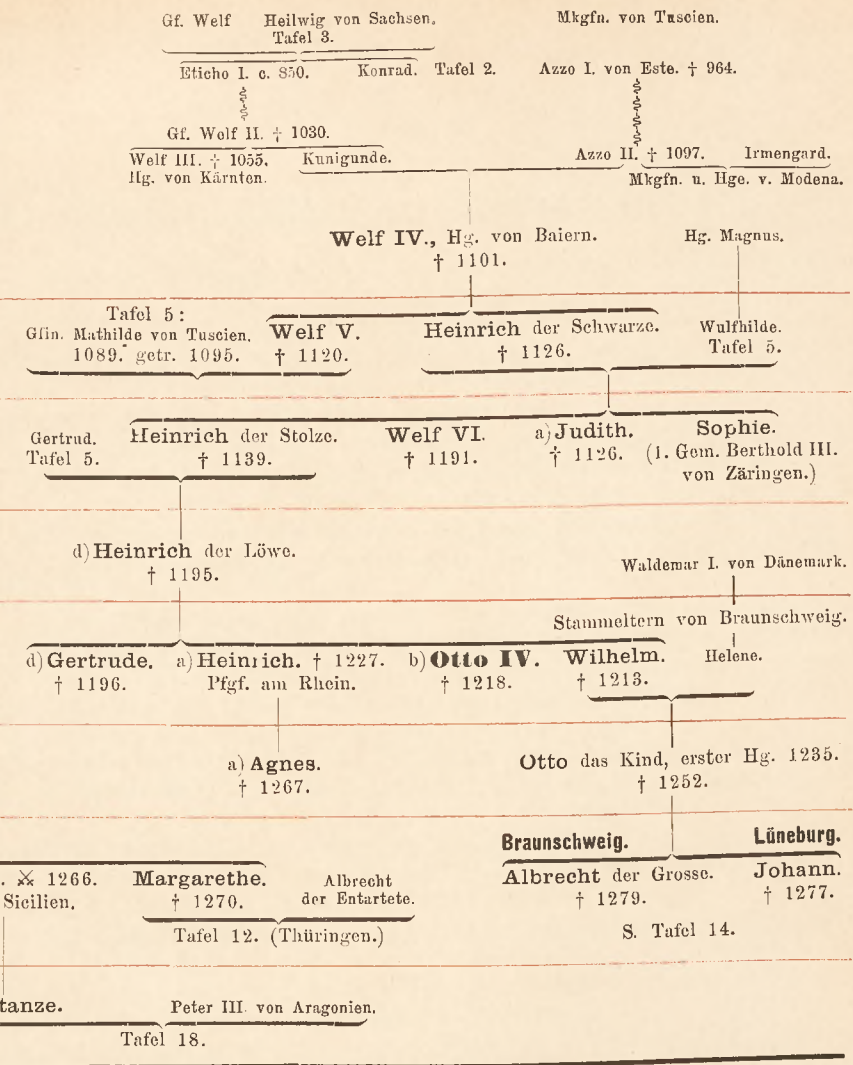 Gf. Welf Heilwig von Sachsen. Mkgfn. von Tuscien.
Tafel 3.
Eticho I. c. 850. Konrad. Tafel 2. Azzo I. von Este. † 964.
Gf. Welf II. † 1030.
Welf III. † 1055. Kunigunde. Azzo II. † 1097. Irmengard.
Hg. von Kärnten. Mkgfn. u. Hge. v. Modena.
Welf IV., Hg. von Baiern. Hg. Magnus.
† 1101.
Tafel 5:
Gfin. Mathilde von Tuscien. Welf V. Heinrich der Schwarze. Wulfhilde.
1089. getr. 1095. † 1120. † 1126. Tafel 5.
Gertrud. Heinrich der Stolze. Welf VI. a) Judith. Sophie.
Tafel 5. † 1139. † 1191. † 1126. (1. Gem. Berthold III.
von Zäringen.)
d) Heinrich der Löwe.
† 1195.
Waldemar I. von Dänemark.
Stammeltern von Braunschweig.
d) Gertrude. a) Heinrich. † 1227. b) Otto IV. Wilhelm. Helene.
† 1196. Pfgf. am Rhein. † 1218. † 1213.
a) Agnes. Otto das Kind, erster Hg. 1235.
† 1267. † 1252.
Braunschweig. Lüneburg.
. ⚔ 1266. Margarethe. Albrecht Albrecht der Grosse. Johann.
Sicilien. † 1270. der Entartete. † 1279. † 1277.
Tafel 12. (Thüringen.) S. Tafel 14.
tanze. Peter III. von Aragonien.
Tafel 18.